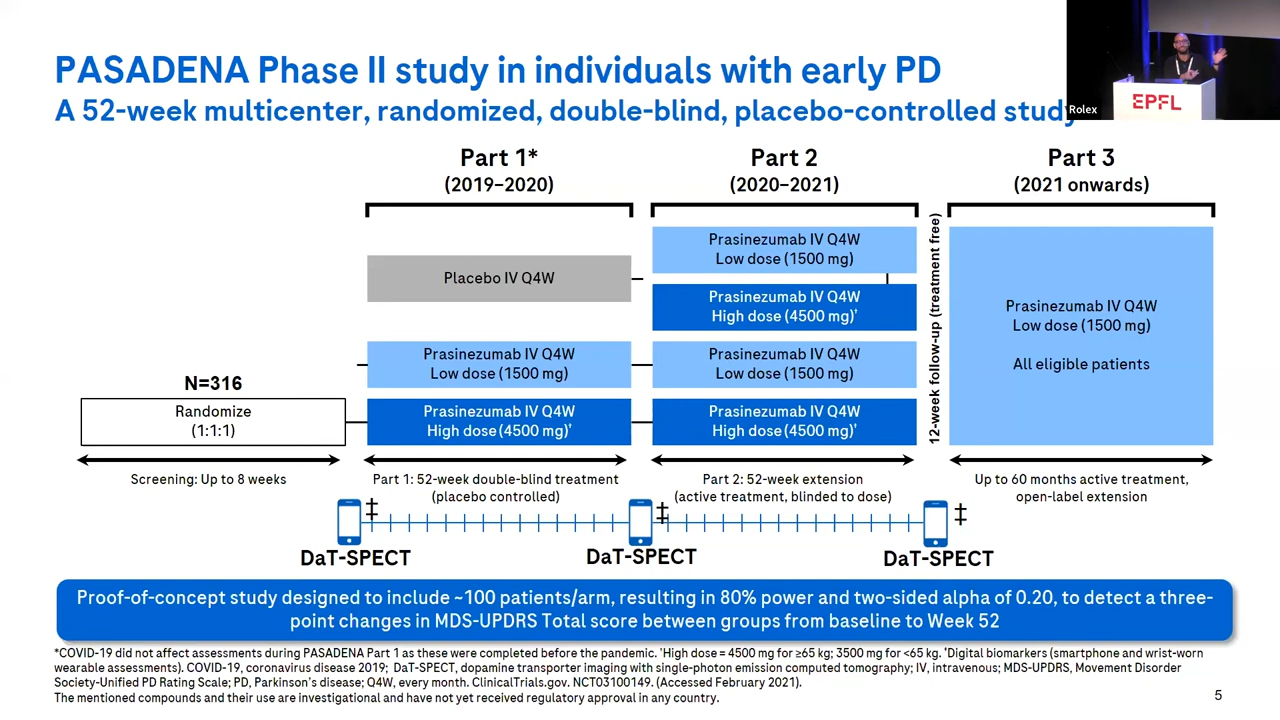 PASADENA Phase II study in individuals with early PD
A 52-week multicenter, randomized, double-blind, placebo-controlled study
Rolex
EPFL
Part 1*
(2019–2020)
Part 2
(2020–2021)
Part 3
(2021 onwards)
Placebo IV Q4W
Prasinezumab IV Q4W
Low dose (1500 mg)
Prasinezumab IV Q4W
High dose (4500 mg)†
12-week follow-up (treatment free)
Prasinezumab IV Q4W
Low dose (1500 mg)
All eligible patients
Prasinezumab IV Q4W
Low dose (1500 mg)
Prasinezumab IV Q4W
Low dose (1500 mg)
N=316
Randomize
(1:1:1)
Prasinezumab IV Q4W
High dose (4500 mg)†
Prasinezumab IV Q4W
High dose (4500 mg)†
Screening: Up to 8 weeks
Part 1: 52-week double-blind treatment
(placebo controlled)
Part 2: 52-week extension
(active treatment, blinded to dose)
Up to 60 months active treatment,
open-label extension
‡
‡
‡
DaT-SPECT
DaT-SPECT
DaT-SPECT
Proof-of-concept study designed to include ~100 patients/arm, resulting in 80% power and two-sided alpha of 0.20, to detect a three-
point changes in MDS-UPDRS Total score between groups from baseline to Week 52
*COVID-19 did not affect assessments during PASADENA Part 1 as these were completed before the pandemic. †High dose = 4500 mg for ≥65 kg; 3500 mg for <65 kg. ‡Digital biomarkers (smartphone and wrist-worn
wearable assessments). COVID-19, coronavirus disease 2019; DaT-SPECT, dopamine transporter imaging with single-photon emission computed tomography; IV, intravenous; MDS-UPDRS, Movement Disorder
Society-Unified PD Rating Scale; PD, Parkinson's disease; Q4W, every month. ClinicalTrials.gov. NCT03100149. (Accessed February 2021).
The mentioned compounds and their use are investigational and have not yet received regulatory approval in any country.
5